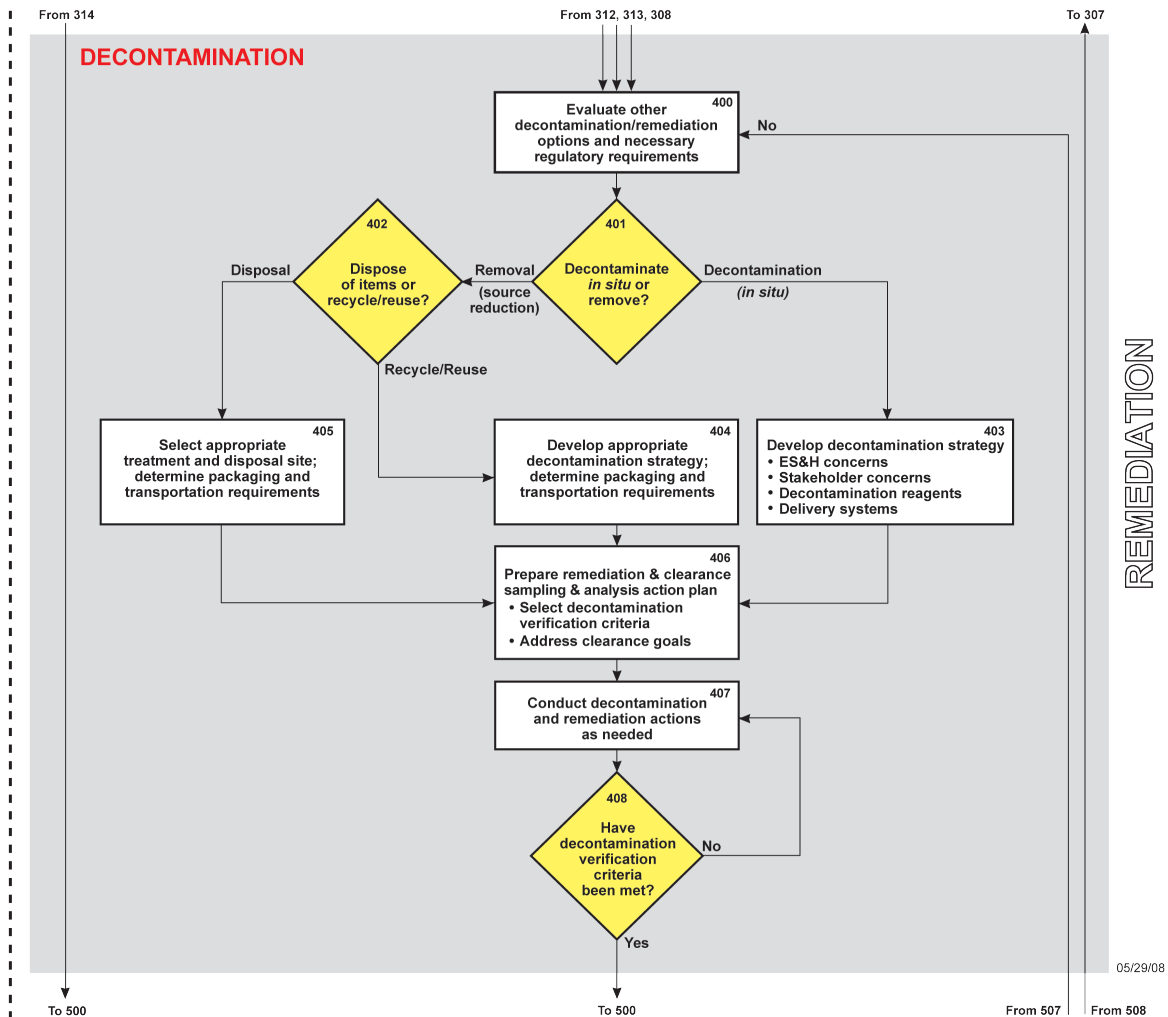 From 314
From 312, 313, 308
To 307
DECONTAMINATION
400
Evaluate other
decontamination/remediation
options and necessary
regulatory requirements
No
402
Dispose
of items or
recycle/reuse?
401
Decontaminate
in situ or
remove?
Disposal
Removal
(source
reduction)
Decontamination
(in situ)
Recycle/Reuse
405
Select appropriate
treatment and disposal site;
determine packaging and
transportation requirements
404
Develop appropriate
decontamination strategy;
determine packaging and
transportation requirements
403
Develop decontamination strategy
• ES&H concerns
• Stakeholder concerns
• Decontamination reagents
• Delivery systems
REMEDIATION
406
Prepare remediation & clearance
sampling & analysis action plan
• Select decontamination
verification criteria
• Address clearance goals
407
Conduct decontamination
and remediation actions
as needed
408
Have
decontamination
verification
criteria
been met?
No
Yes
05/29/08
To 500
To 500
From 507
From 508